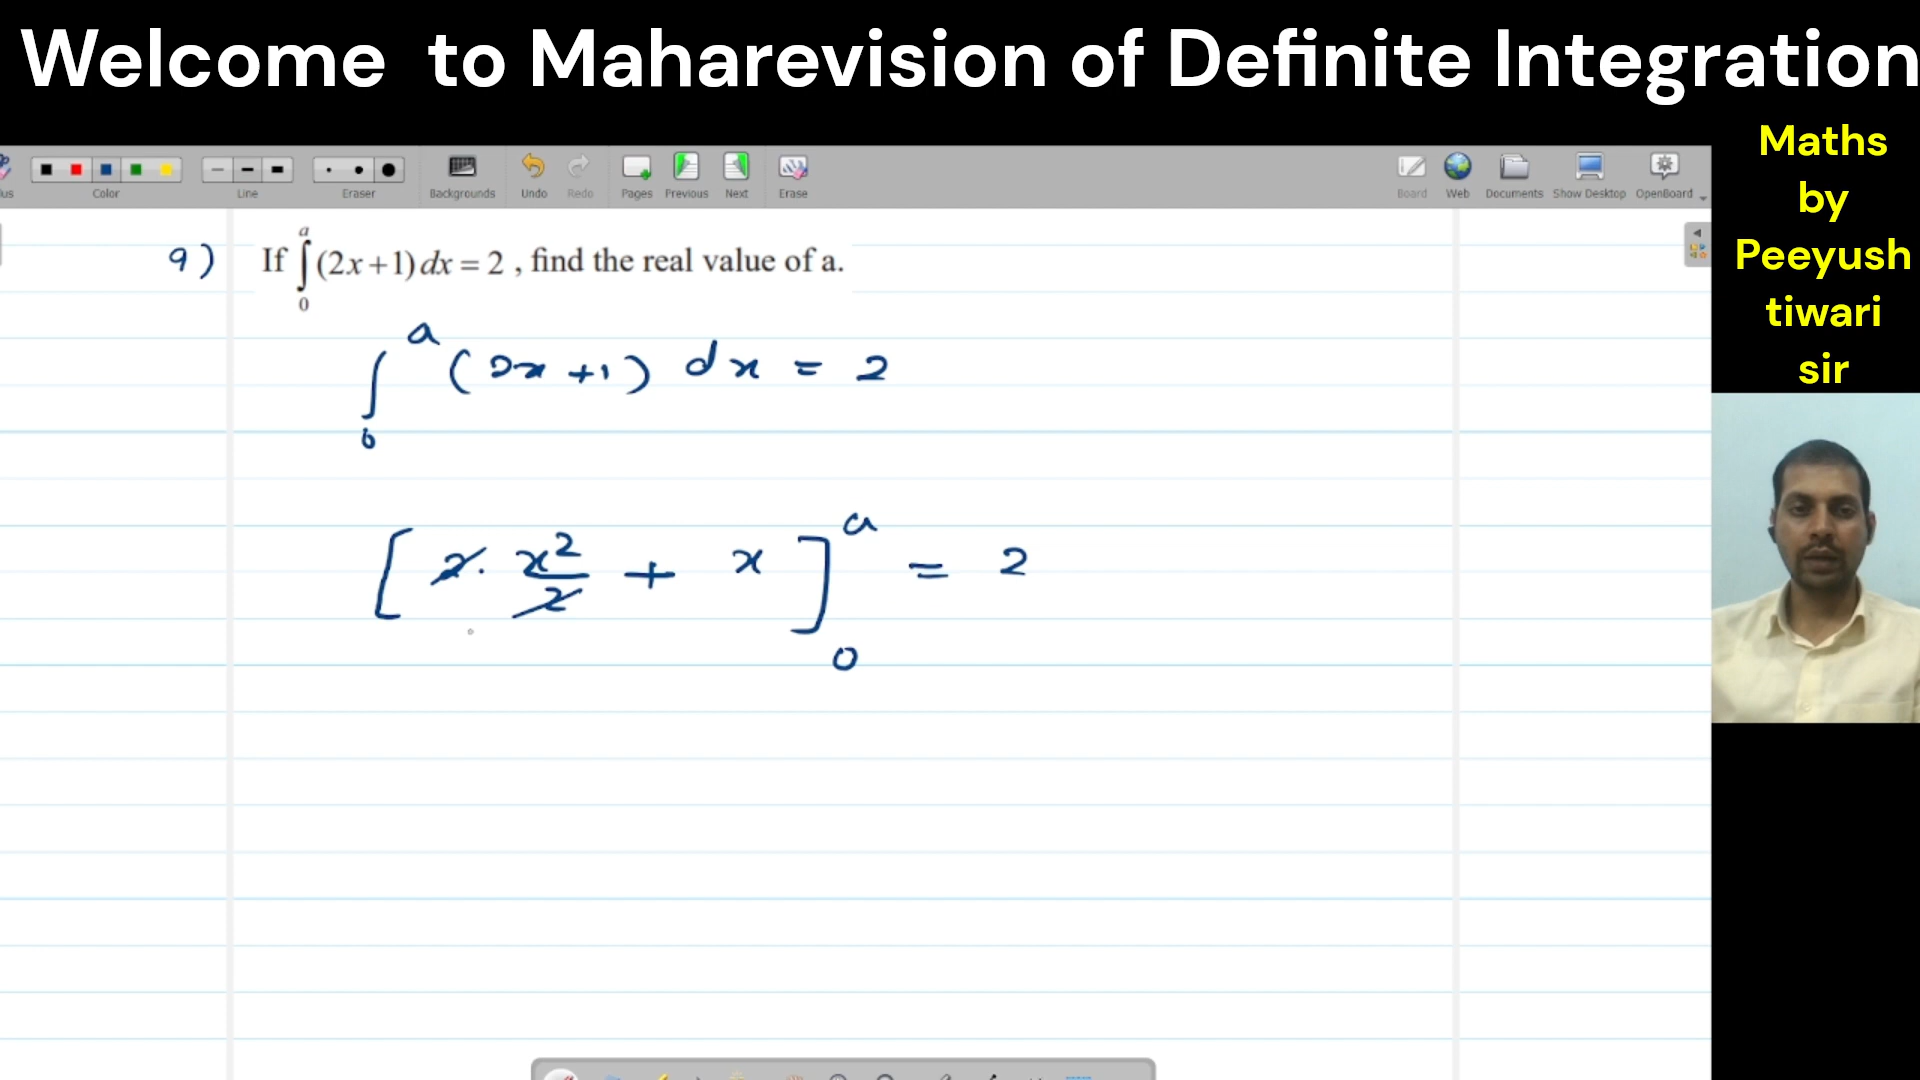 Welcome to Maharevision of Definite Integration
Maths
by
Peeyush
tiwari
sir
Color
Line
Eraser
Backgrounds
Undo
Redo
Pages
Previous
Next
Erase
Board
Web
Documents
Show Desktop
OpenBoard
9) If ∫₀ᵃ (2x+1) dx = 2 , find the real value of a.
∫₀ᵃ (2x+1) dx = 2
[ 2· x²/2 + x ]₀ᵃ = 2